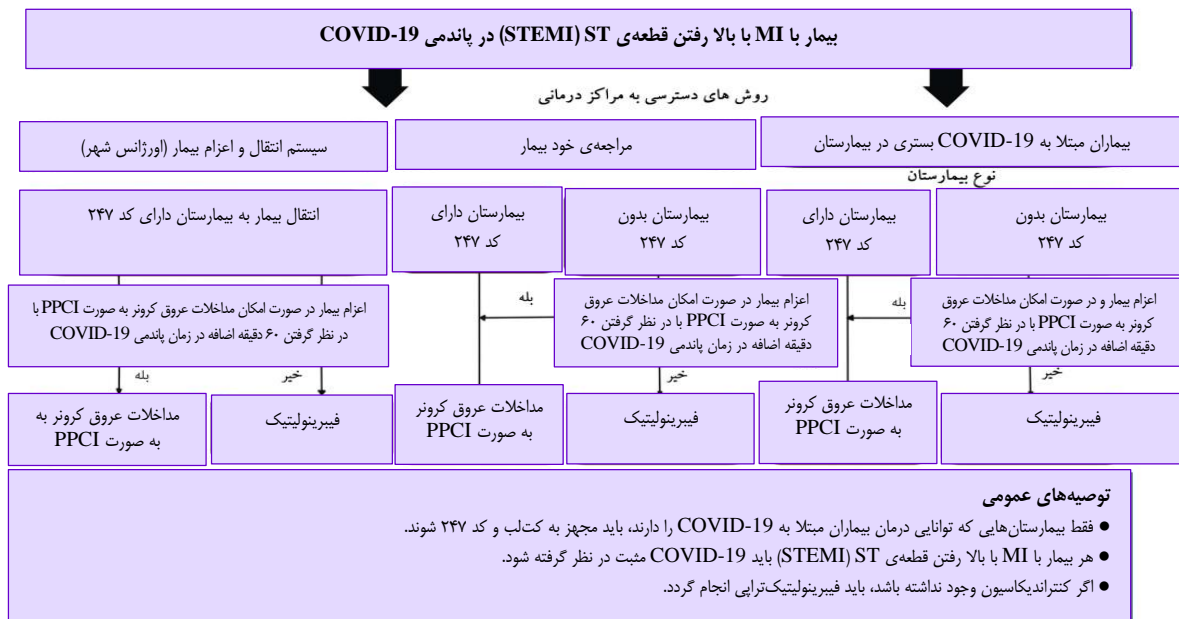 بیمار با MI با بالا رفتن قطعه‌ی ST (STEMI) در پاندمی COVID-19
روش های دسترسی به مراکز درمانی
بیماران مبتلا به COVID-19 بستری در بیمارستان
مراجعه‌ی خود بیمار
سیستم انتقال و اعزام بیمار (اورژانس شهر)
نوع بیمارستان
بیمارستان بدون
کد ۲۴۷
بیمارستان دارای
کد ۲۴۷
بیمارستان بدون
کد ۲۴۷
بیمارستان دارای
کد ۲۴۷
انتقال بیمار به بیمارستان دارای کد ۲۴۷
اعزام بیمار و در صورت امکان مداخلات عروق
کرونر به صورت PPCI با در نظر گرفتن ۶۰
دقیقه اضافه در زمان پاندمی COVID-19
بله
اعزام بیمار در صورت امکان مداخلات عروق
کرونر به صورت PPCI با در نظر گرفتن ۶۰
دقیقه اضافه در زمان پاندمی COVID-19
بله
اعزام بیمار در صورت امکان مداخلات عروق کرونر به صورت PPCI با
در نظر گرفتن ۶۰ دقیقه اضافه در زمان پاندمی COVID-19
خیر
خیر
خیر
بله
فیبرینولیتیک
مداخلات عروق کرونر
به صورت PPCI
فیبرینولیتیک
مداخلات عروق کرونر
به صورت PPCI
فیبرینولیتیک
مداخلات عروق کرونر به
به صورت PPCI
توصیه‌های عمومی
● فقط بیمارستان‌هایی که توانایی درمان بیماران مبتلا به COVID-19 را دارند، باید مجهز به کت‌لب و کد ۲۴۷ شوند.
● هر بیمار با MI با بالا رفتن قطعه‌ی ST (STEMI) باید COVID-19 مثبت در نظر گرفته شود.
● اگر کنتراندیکاسیون وجود نداشته باشد، باید فیبرینولیتیک‌تراپی انجام گردد.